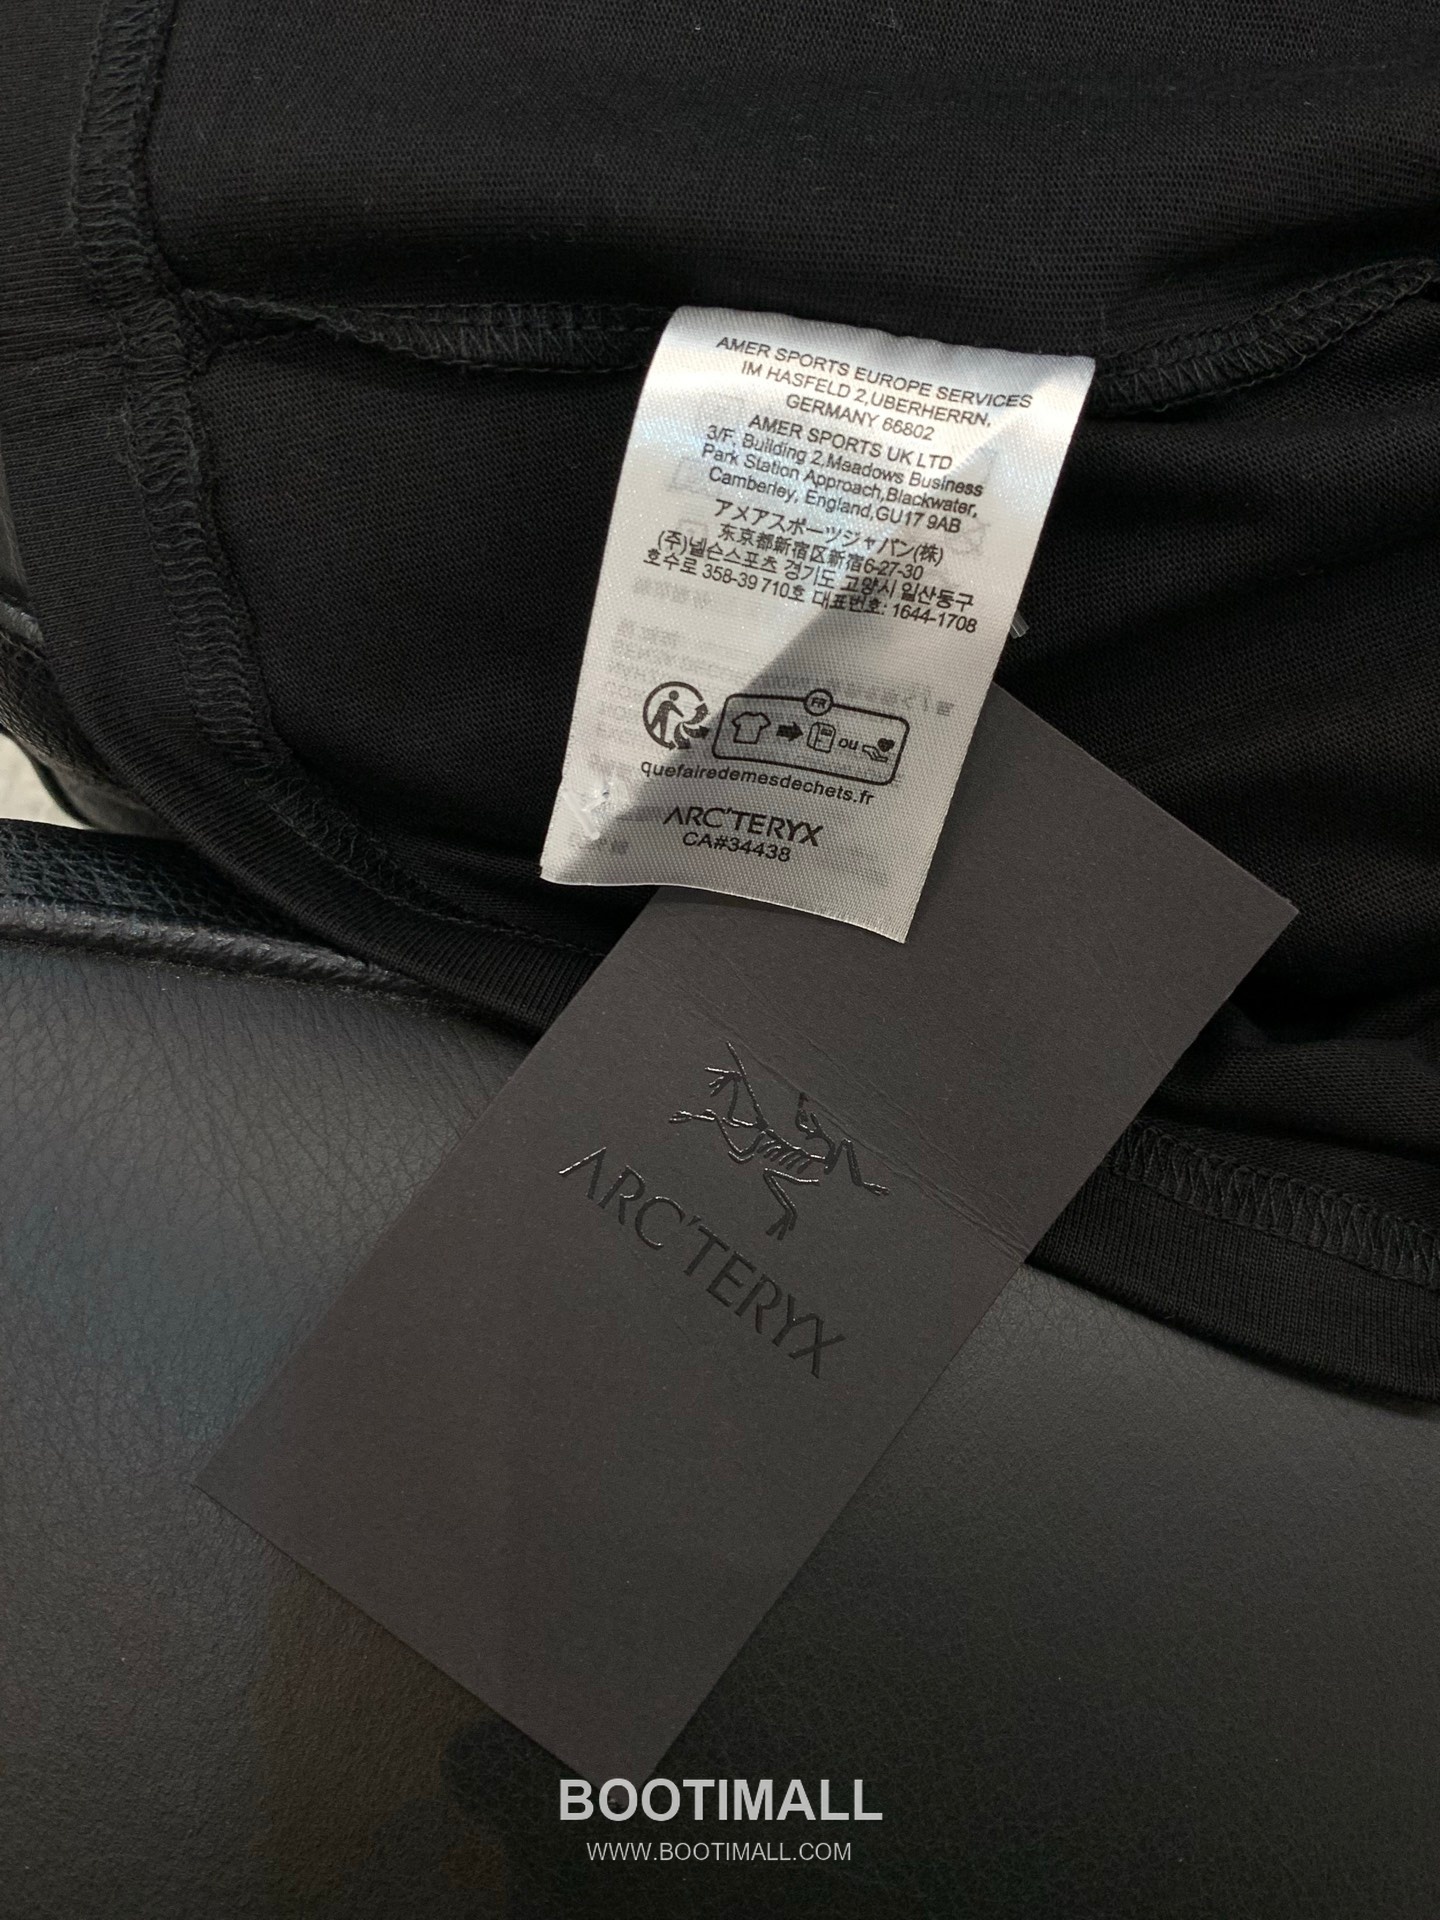 AMER SPORTS EUROPE SERVICES
IM HASFELD 2,UBERHERRN,
GERMANY 66802
AMER SPORTS UK LTD
3/F, Building 2,Meadows Business
Park Station Approach,Blackwater,
Camberley, England,GU17 9AB
アメアスポーツジャパン(株)
东京都新宿区新宿6-27-30
(주)넬슨스포츠 경기도 고양시 일산동구
호수로 358-39 710호 대표번호: 1644-1708
FR
ou
quefairedemesdechets.fr
ARC'TERYX
CA#34438
ARC'TERYX
BOOTIMALL
WWW.BOOTIMALL.COM